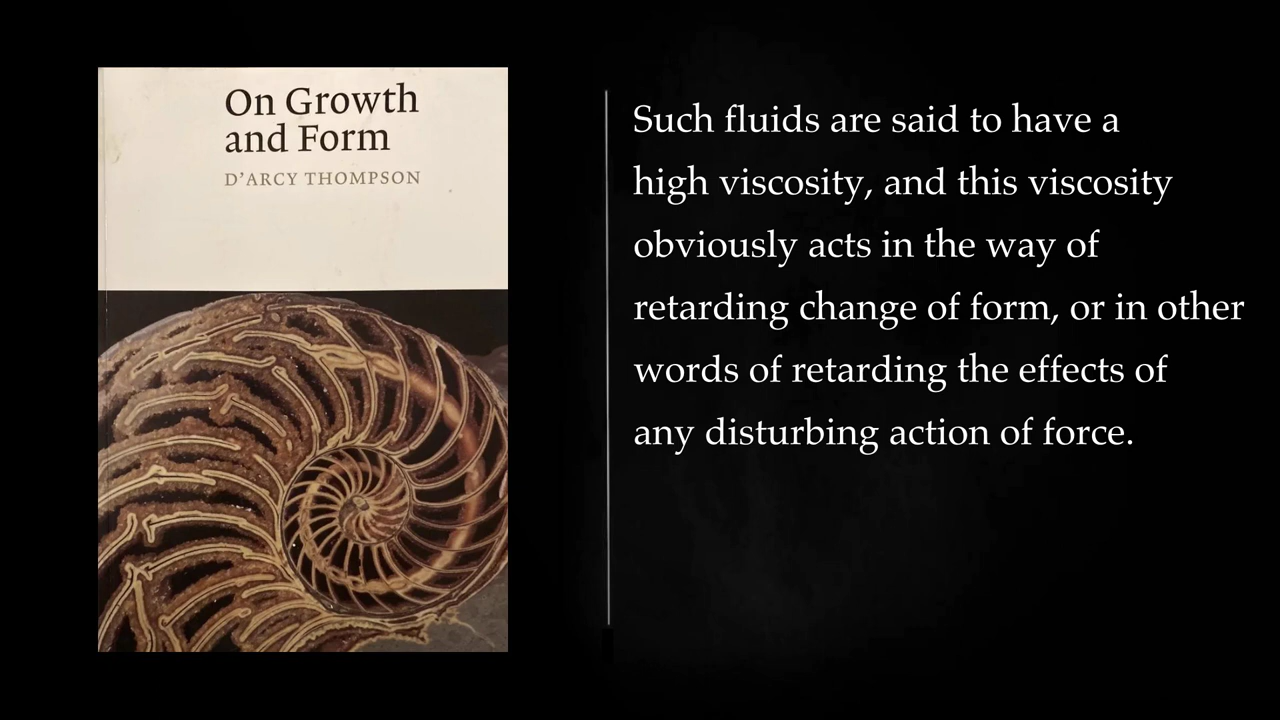 On Growth
and Form
D'ARCY THOMPSON
Such fluids are said to have a
high viscosity, and this viscosity
obviously acts in the way of
retarding change of form, or in other
words of retarding the effects of
any disturbing action of force.